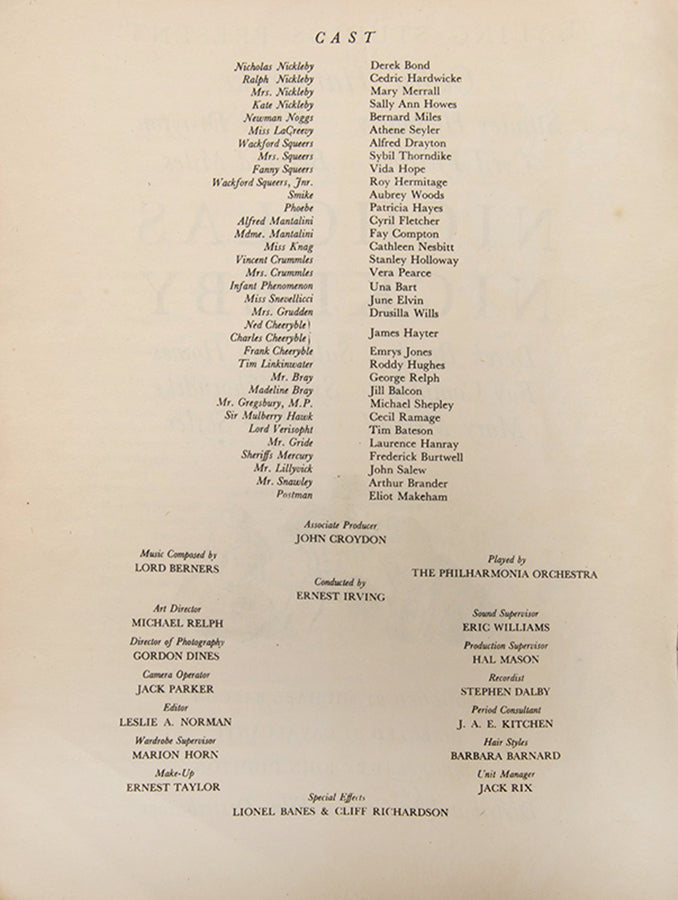 CAST
Nicholas Nickleby Derek Bond
Ralph Nickleby Cedric Hardwicke
Mrs. Nickleby Mary Merrall
Kate Nickleby Sally Ann Howes
Newman Noggs Bernard Miles
Miss LaCreevy Athene Seyler
Wackford Squeers Alfred Drayton
Mrs. Squeers Sybil Thorndike
Fanny Squeers Vida Hope
Wackford Squeers, Jnr. Roy Hermitage
Smike Aubrey Woods
Phoebe Patricia Hayes
Alfred Mantalini Cyril Fletcher
Mdme. Mantalini Fay Compton
Miss Knag Cathleen Nesbitt
Vincent Crummles Stanley Holloway
Mrs. Crummles Vera Pearce
Infant Phenomenon Una Bart
Miss Snevellicci June Elvin
Mrs. Grudden Drusilla Wills
Ned Cheeryble
Charles Cheeryble James Hayter
Frank Cheeryble Emrys Jones
Tim Linkinwater Roddy Hughes
Mr. Bray George Relph
Madeline Bray Jill Balcon
Mr. Gregsbury, M.P. Michael Shepley
Sir Mulberry Hawk Cecil Ramage
Lord Verisopht Tim Bateson
Mr. Gride Laurence Hanray
Sheriffs Mercury Frederick Burtwell
Mr. Lillyvick John Salew
Mr. Snawley Arthur Brander
Postman Eliot Makeham
Associate Producer
JOHN CROYDON
Music Composed by
LORD BERNERS
Played by
THE PHILHARMONIA ORCHESTRA
Conducted by
ERNEST IRVING
Art Director
MICHAEL RELPH
Director of Photography
GORDON DINES
Camera Operator
JACK PARKER
Editor
LESLIE A. NORMAN
Wardrobe Supervisor
MARION HORN
Make-Up
ERNEST TAYLOR
Sound Supervisor
ERIC WILLIAMS
Production Supervisor
HAL MASON
Recordist
STEPHEN DALBY
Period Consultant
J. A. E. KITCHEN
Hair Styles
BARBARA BARNARD
Unit Manager
JACK RIX
Special Effects
LIONEL BANES & CLIFF RICHARDSON